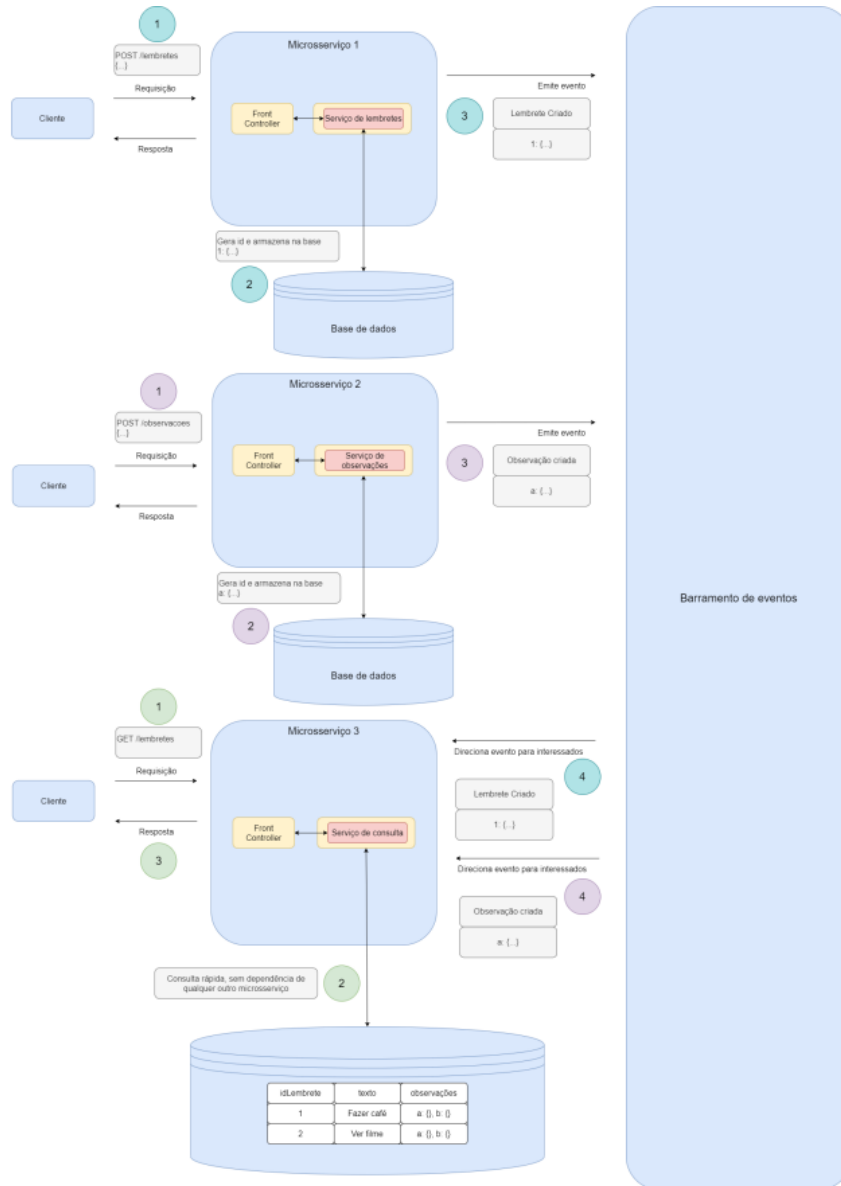 1
POST /lembretes
{...}
Requisição
Cliente
Resposta
Microsserviço 1
Front
Controller
Serviço de lembretes
Emite evento
3
Lembrete Criado
1: {...}
Gera id e armazena na base
1: {...}
2
Base de dados
1
POST /observacoes
{...}
Requisição
Cliente
Resposta
Microsserviço 2
Front
Controller
Serviço de
observações
Emite evento
3
Observação criada
a: {...}
Gera id e armazena na base
a: {...}
2
Base de dados
Barramento de eventos
1
GET /lembretes
Requisição
Cliente
Resposta
3
Microsserviço 3
Front
Controller
Serviço de consulta
Direciona evento para interessados
4
Lembrete Criado
1: {...}
Direciona evento para interessados
4
Observação criada
a: {...}
Consulta rápida, sem dependência de
qualquer outro microsserviço
2
idLembrete texto observações
1 Fazer café a: {}, b: {}
2 Ver filme a: {}, b: {}